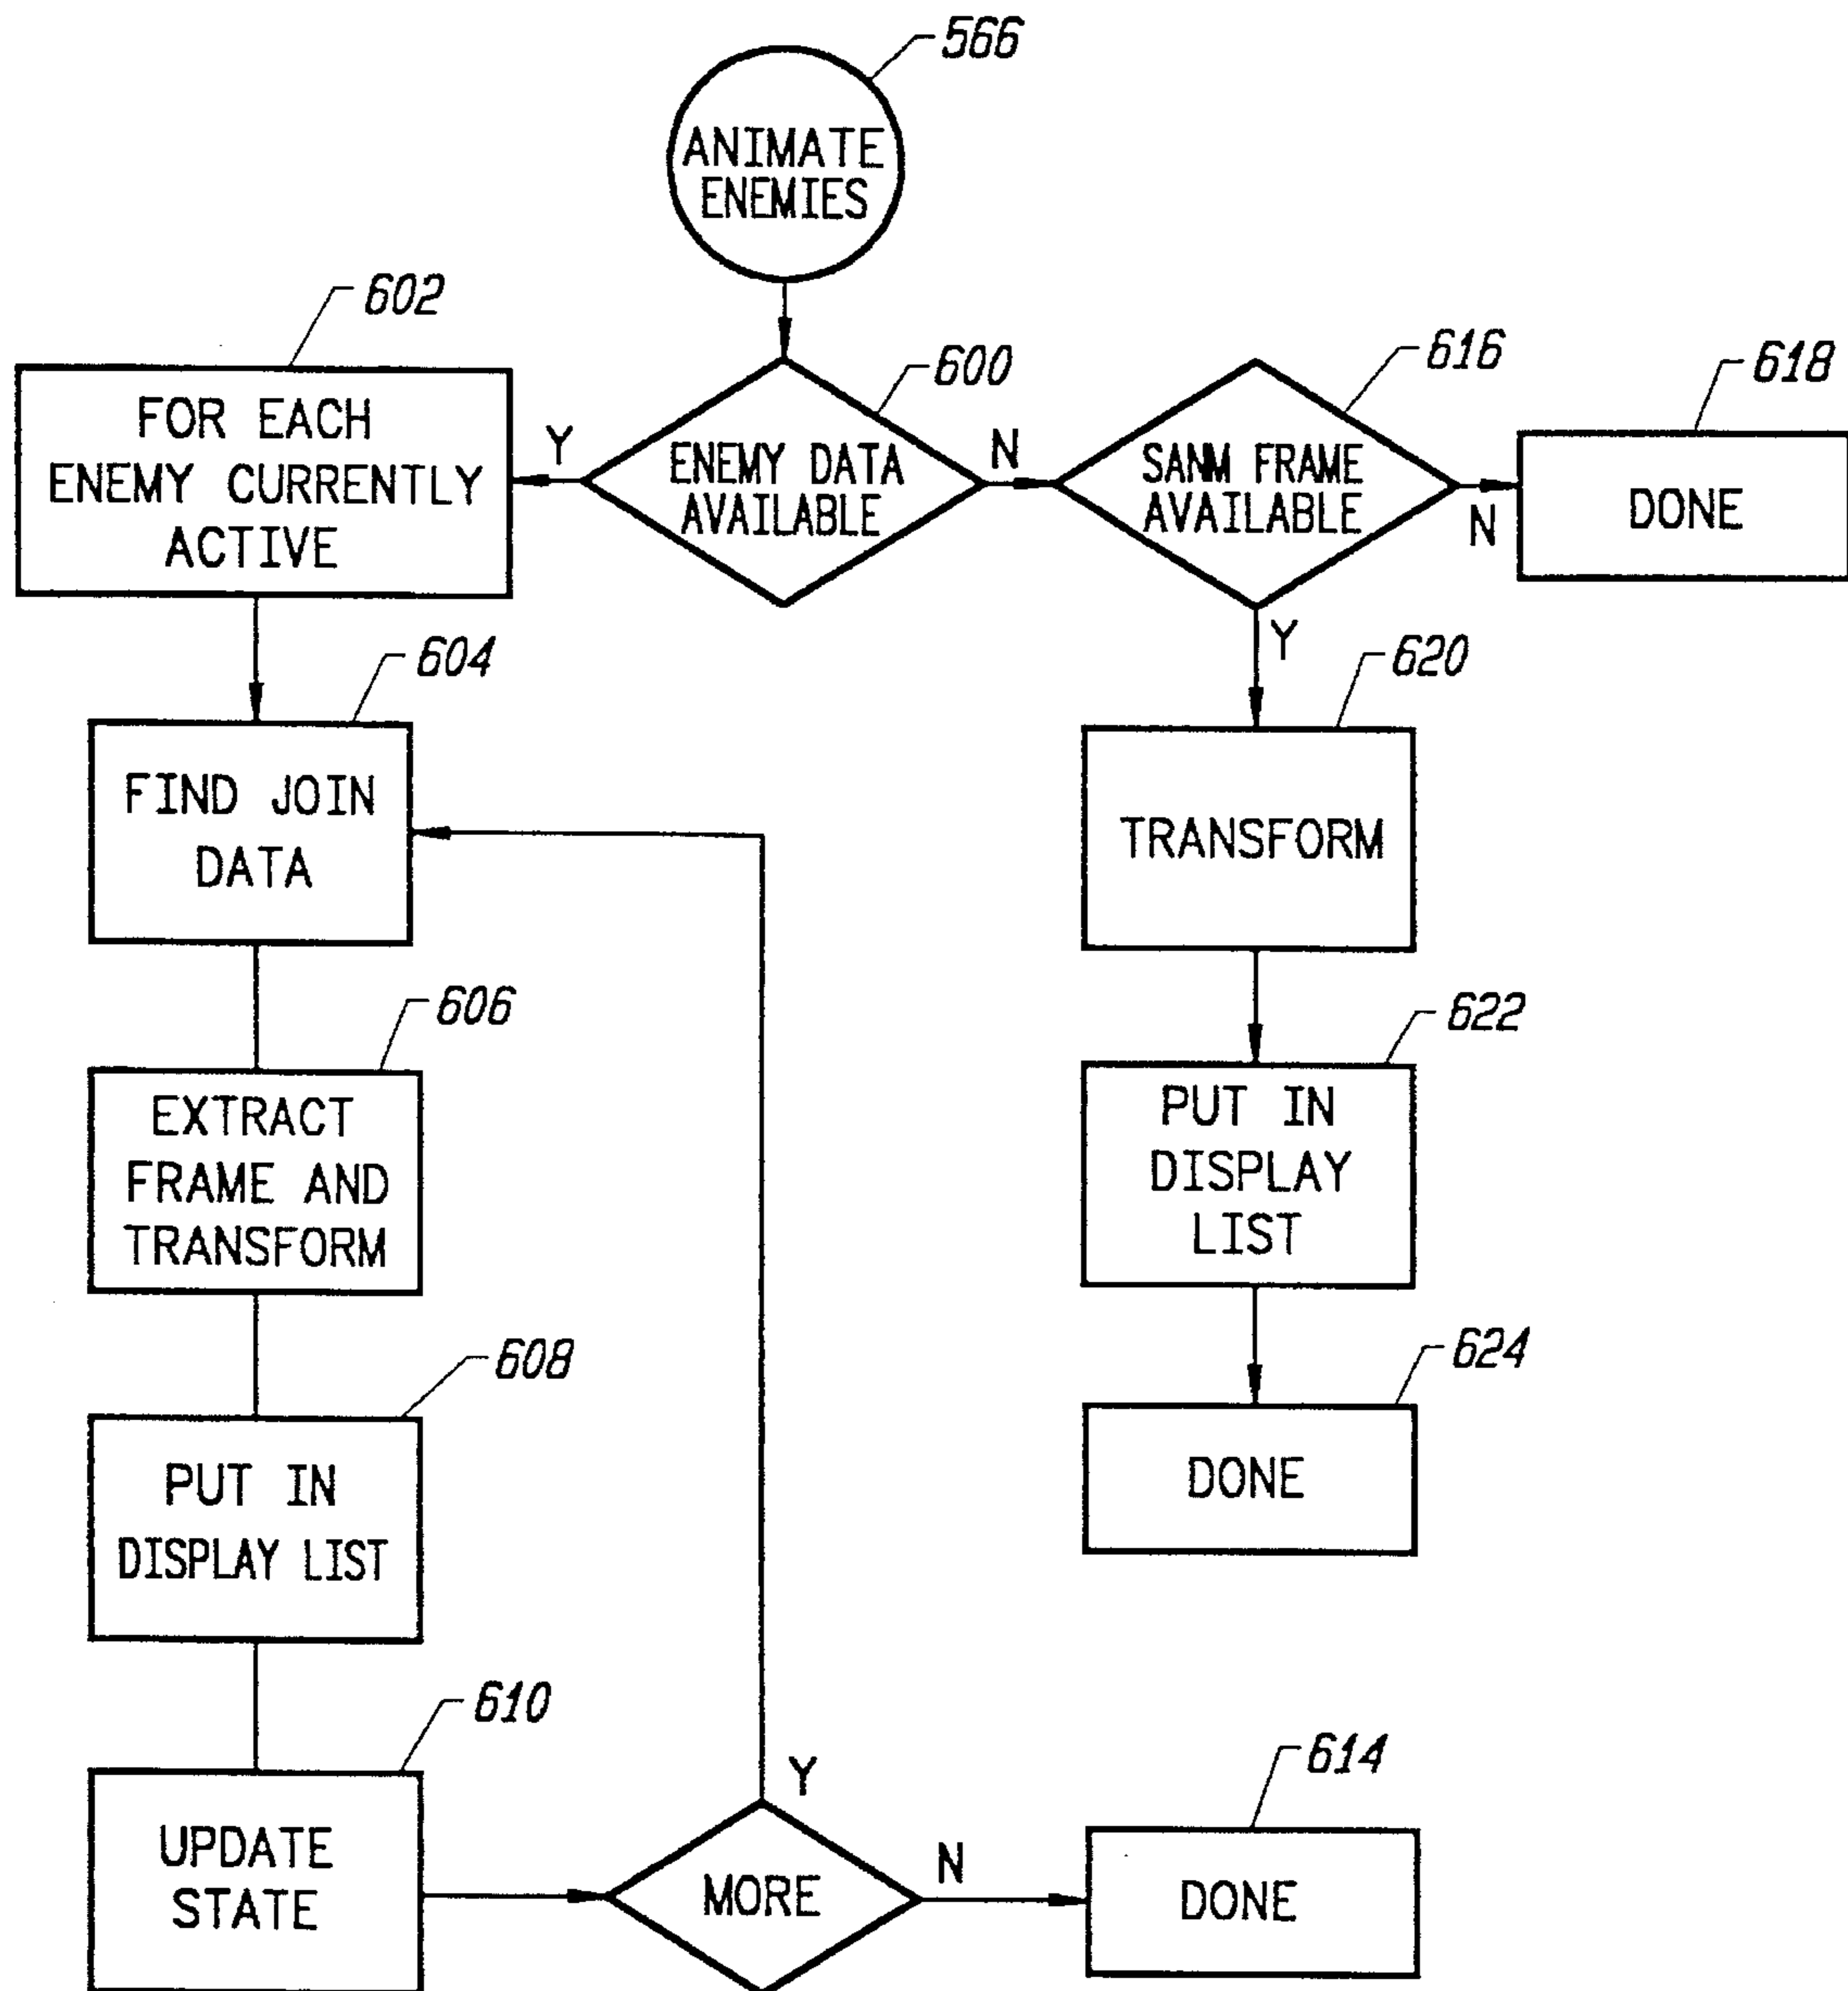 566
ANIMATE
ENEMIES
602
FOR EACH
ENEMY CURRENTLY
ACTIVE
Y
600
ENEMY DATA
AVAILABLE
N
616
SANM FRAME
AVAILABLE
N
618
DONE
Y
604
FIND JOIN
DATA
620
TRANSFORM
606
EXTRACT
FRAME AND
TRANSFORM
622
PUT IN
DISPLAY
LIST
608
PUT IN
DISPLAY LIST
624
DONE
610
UPDATE
STATE
Y
MORE
N
614
DONE